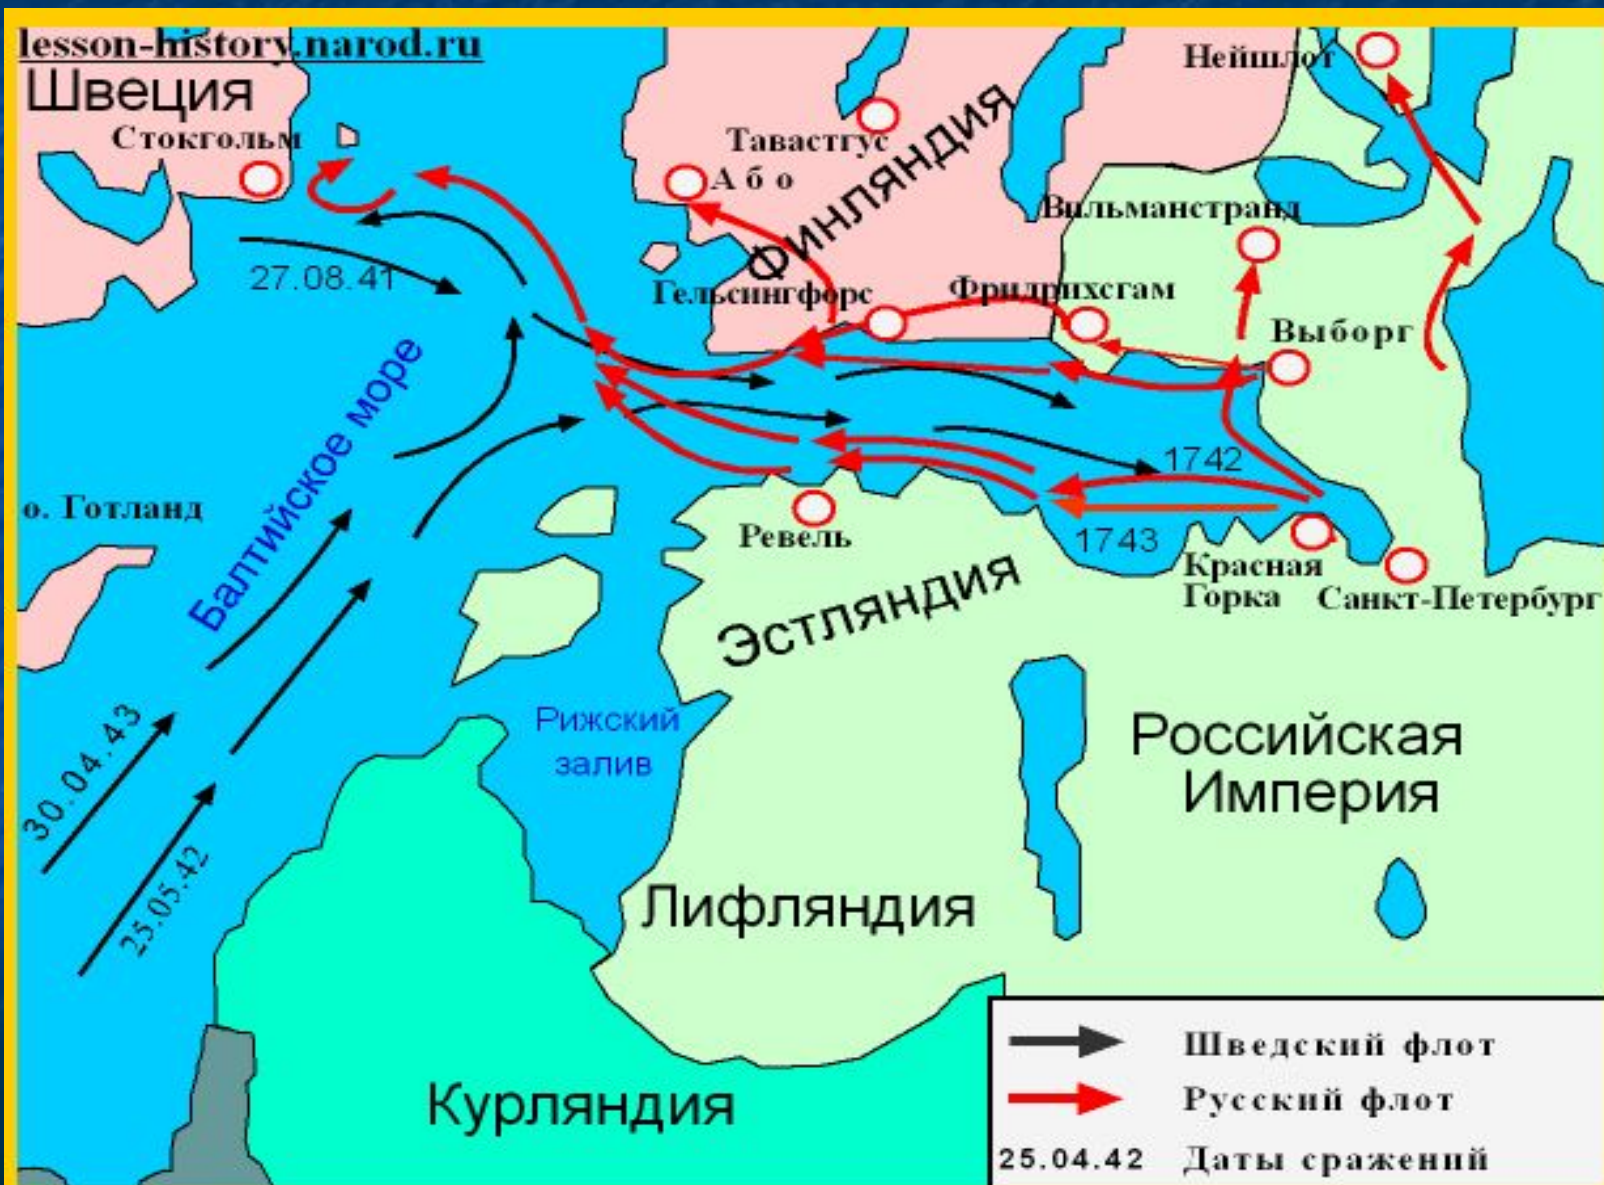 lesson-history.narod.ru
Швеция
Стокгольм
Нейшлот
Тавастгус
Або
Финляндия
Вильманстранд
27.08.41
Гельсингфорс
Фридрихсгам
Выборг
Балтийское море
1742
о. Готланд
Ревель
1743
Красная
Горка
Санкт-Петербург
Эстляндия
30.04.43
Рижский
залив
Российская
Империя
25.05.42
Лифляндия
Курляндия
Шведский флот
Русский флот
25.04.42 Даты сражений